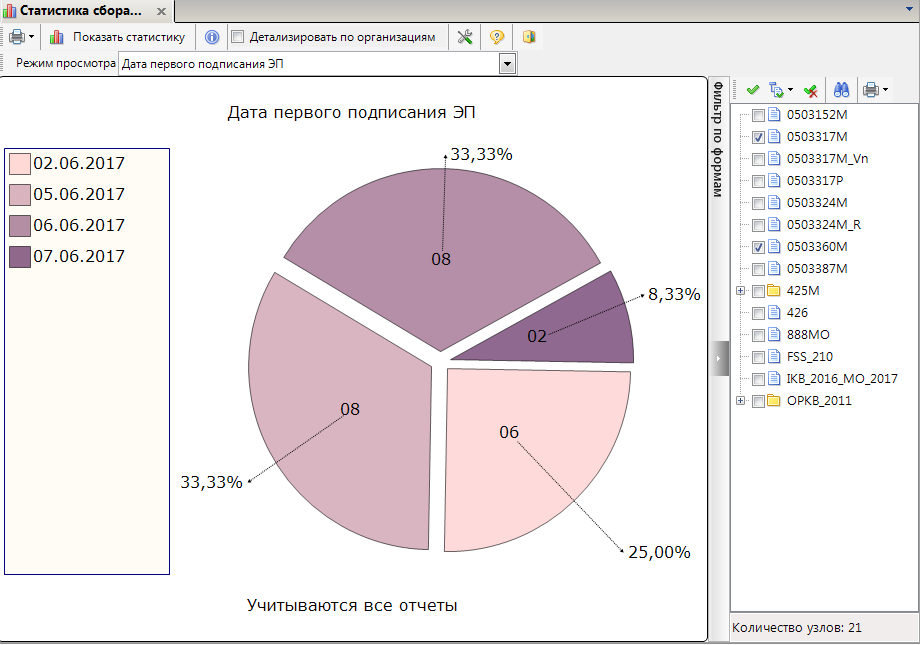 Статистика сбора...
Показать статистику
Детализировать по организациям
Режим просмотра
Дата первого подписания ЭП
Дата первого подписания ЭП
02.06.2017
05.06.2017
06.06.2017
07.06.2017
33,33%
08
8,33%
02
08
06
33,33%
25,00%
Учитываются все отчеты
Фильтр по формам
0503152M
0503317M
0503317M_Vn
0503317P
0503324M
0503324M_R
0503360M
0503387M
425M
426
888MO
FSS_210
IKB_2016_MO_2017
OPKB_2011
Количество узлов: 21